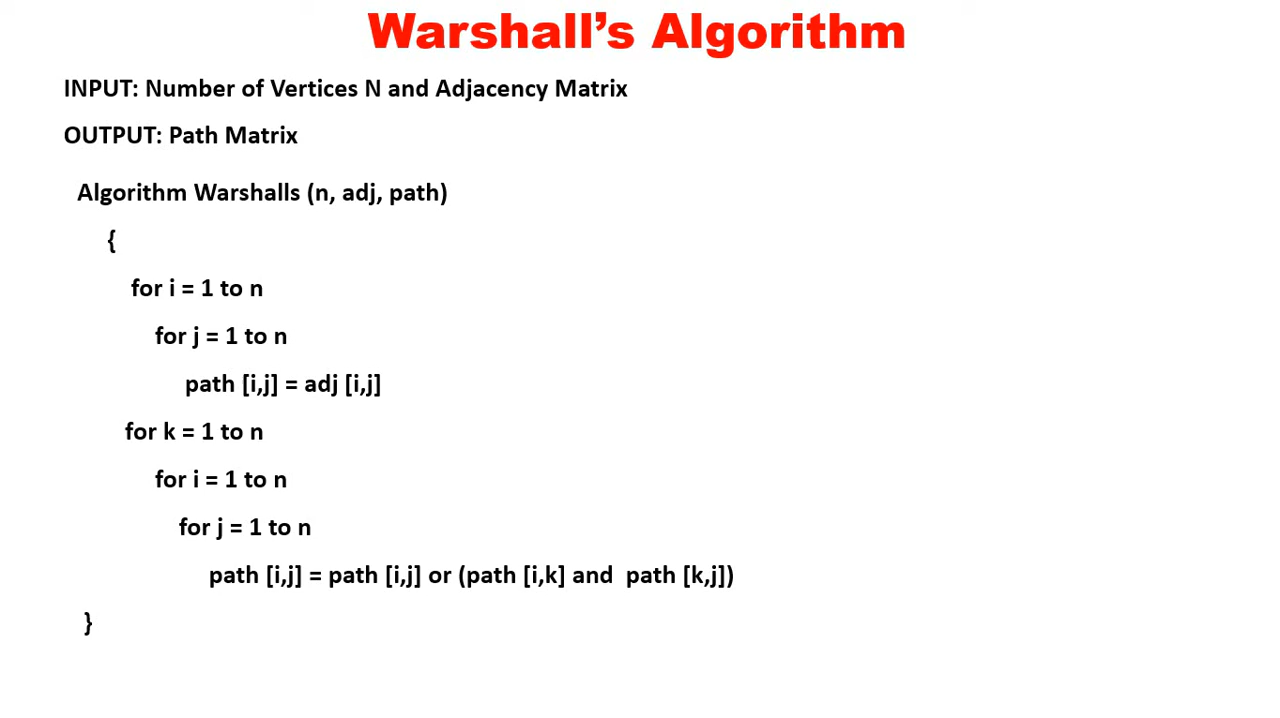 Warshall's Algorithm
INPUT: Number of Vertices N and Adjacency Matrix
OUTPUT: Path Matrix
Algorithm Warshalls (n, adj, path)
{
for i = 1 to n
for j = 1 to n
path [i,j] = adj [i,j]
for k = 1 to n
for i = 1 to n
for j = 1 to n
path [i,j] = path [i,j] or (path [i,k] and  path [k,j])
}